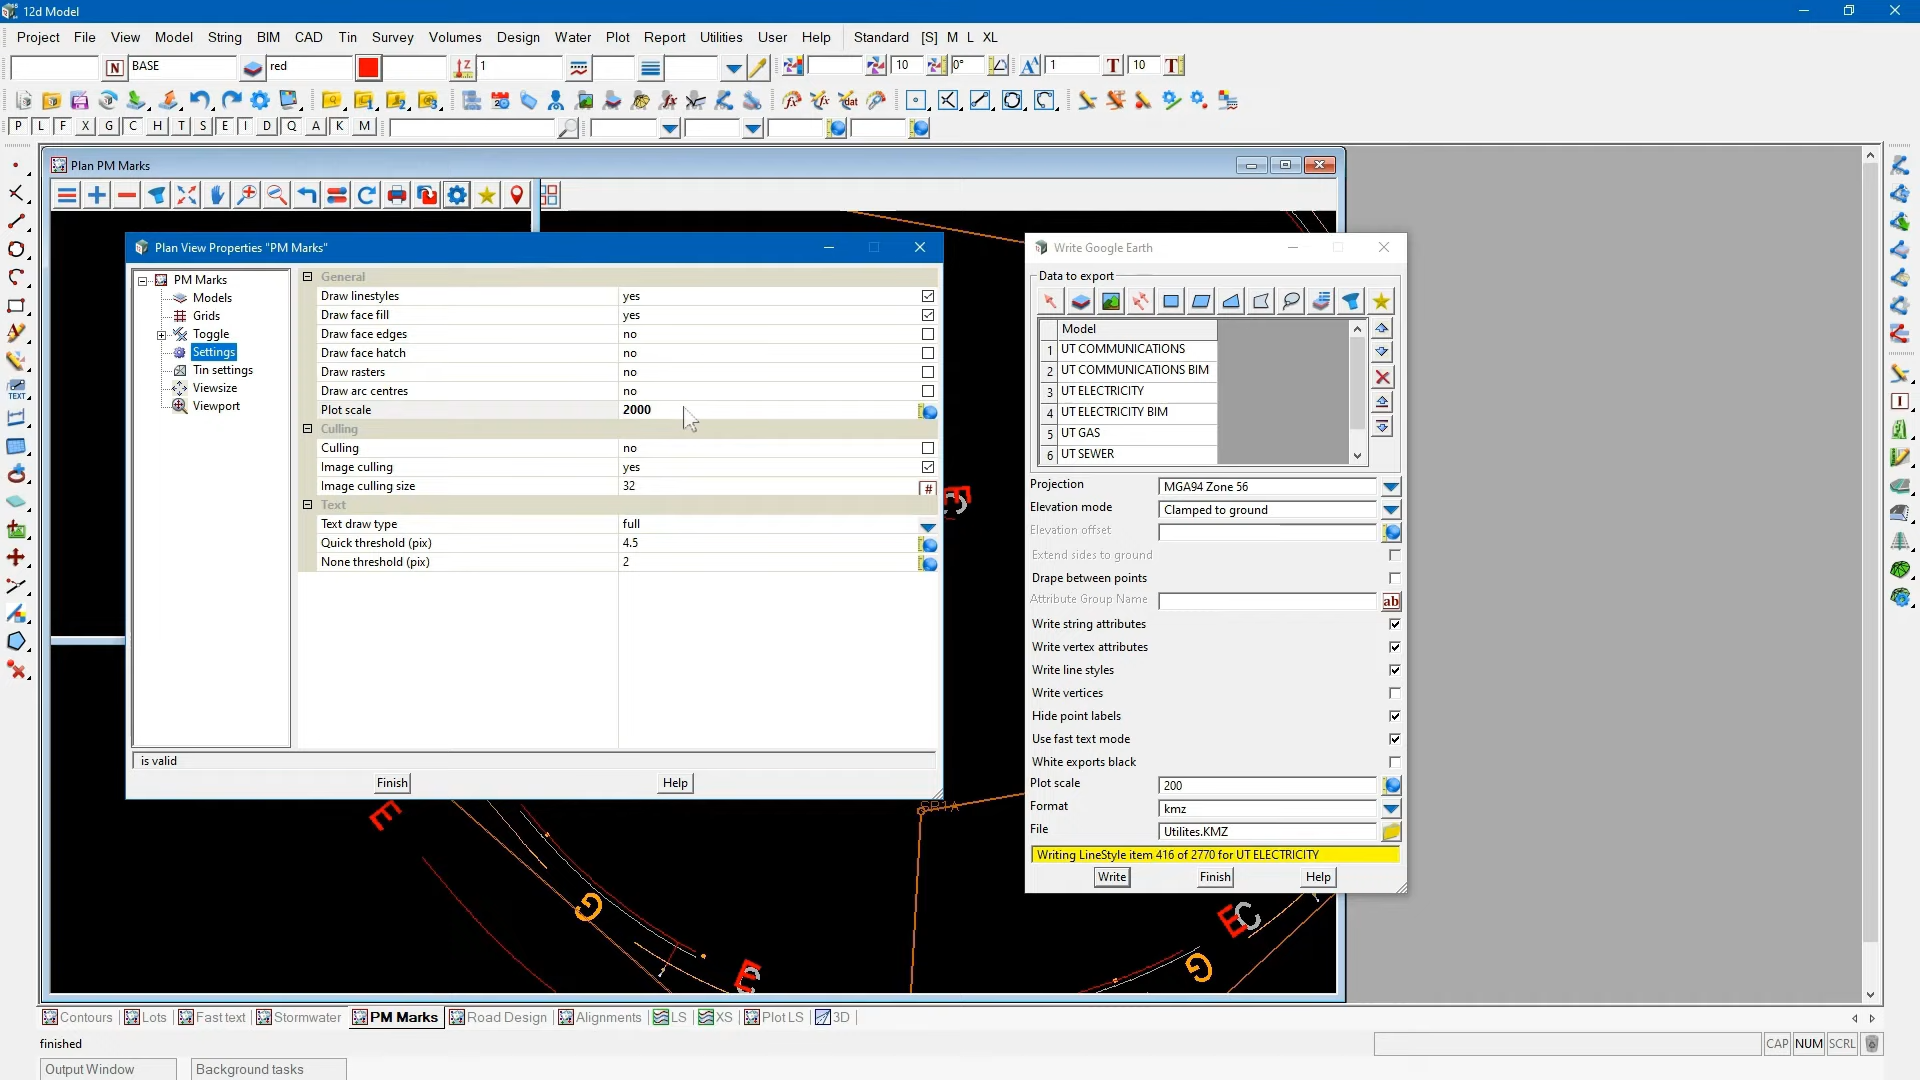 12d Model
Project File View Model String BIM CAD Tin Survey Volumes Design Water Plot Report Utilities User Help Standard [S] M L XL
N BASE red 1 10 0° 1 T 10 T
P L F X G C H T S E I D Q A K M
Plan PM Marks
Plan View Properties "PM Marks"
PM Marks
Models
Grids
Toggle
Settings
Tin settings
Viewsize
Viewport
General
Draw linestyles yes
Draw face fill yes
Draw face edges no
Draw face hatch no
Draw rasters no
Draw arc centres no
Plot scale 2000
Culling
Culling no
Image culling yes
Image culling size 32 #
Text
Text draw type full
Quick threshold (pix) 4.5
None threshold (pix) 2
is valid
Finish Help
Write Google Earth
Data to export
Model
1 UT COMMUNICATIONS
2 UT COMMUNICATIONS BIM
3 UT ELECTRICITY
4 UT ELECTRICITY BIM
5 UT GAS
6 UT SEWER
Projection MGA94 Zone 56
Elevation mode Clamped to ground
Elevation offset
Extend sides to ground
Drape between points
Attribute Group Name ab
Write string attributes
Write vertex attributes
Write line styles
Write vertices
Hide point labels
Use fast text mode
White exports black
Plot scale 200
Format kmz
File Utilites.KMZ
Writing LineStyle item 416 of 2770 for UT ELECTRICITY
Write Finish Help
E
G
E
E C
G
TEXT
Contours Lots Fast text Stormwater PM Marks Road Design Alignments LS XS Plot LS 3D
finished CAP NUM SCRL
Output Window Background tasks